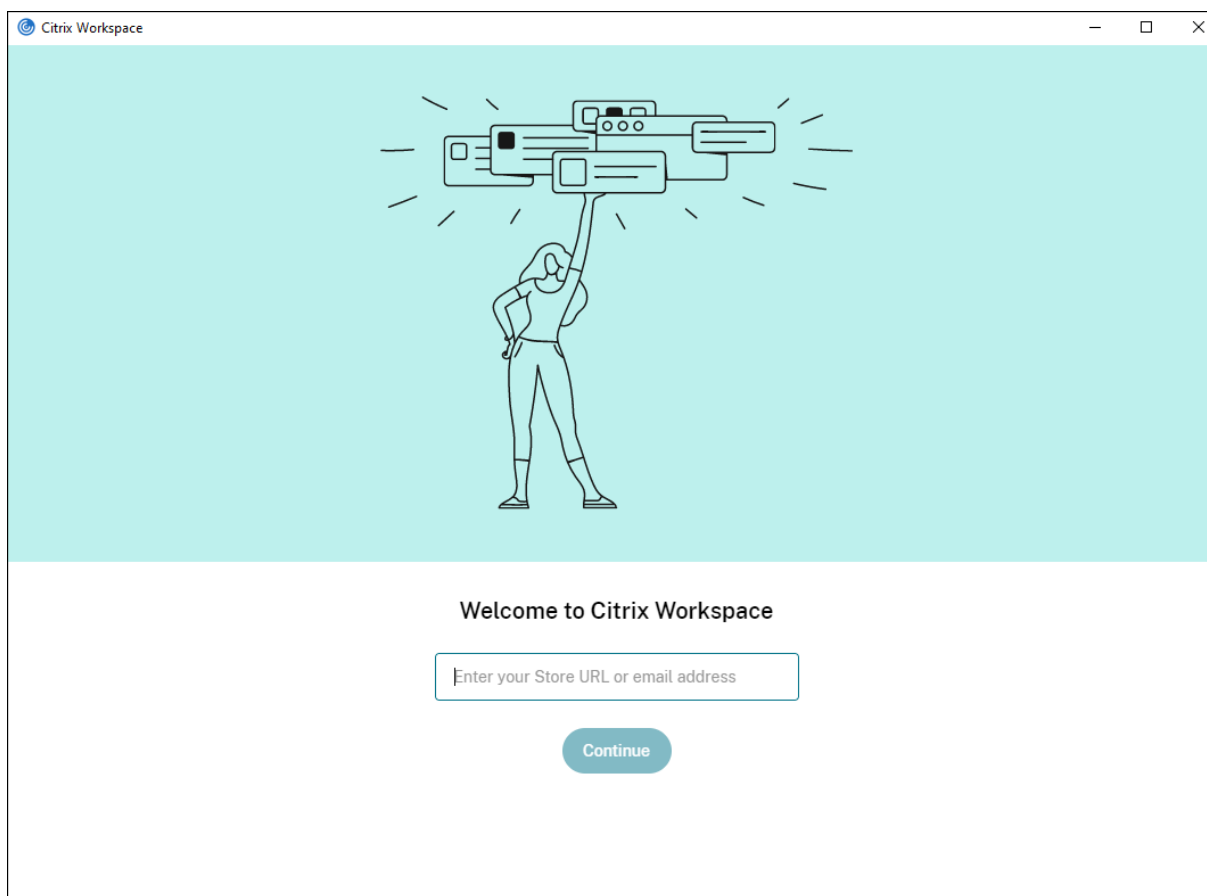 Citrix Workspace
Welcome to Citrix Workspace
Enter your Store URL or email address
Continue